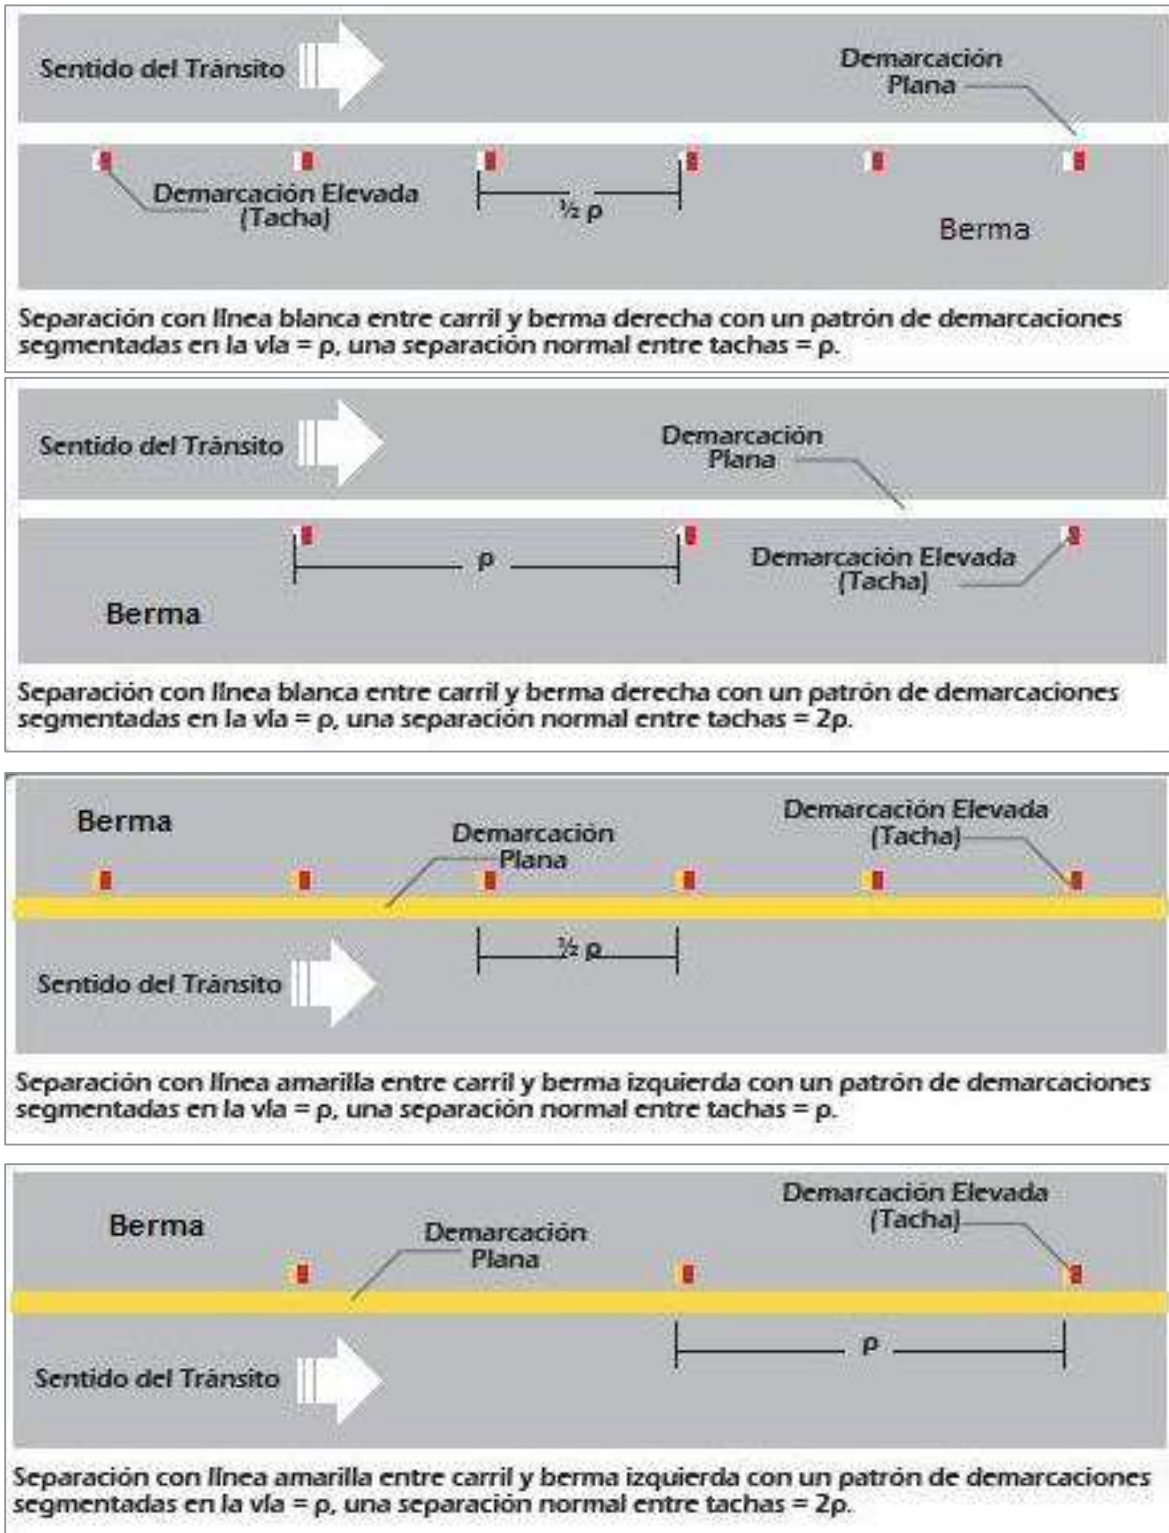 Sentido del Tránsito
Demarcación
Plana
Demarcación Elevada
(Tacha)
½ ρ
Berma
Separación con línea blanca entre carril y berma derecha con un patrón de demarcaciones
segmentadas en la vía = ρ, una separación normal entre tachas = ρ.
Sentido del Tránsito
Demarcación
Plana
ρ
Demarcación Elevada
(Tacha)
Berma
Separación con línea blanca entre carril y berma derecha con un patrón de demarcaciones
segmentadas en la vía = ρ, una separación normal entre tachas = 2ρ.
Berma
Demarcación
Plana
Demarcación Elevada
(Tacha)
½ ρ
Sentido del Tránsito
Separación con línea amarilla entre carril y berma izquierda con un patrón de demarcaciones
segmentadas en la vía = ρ, una separación normal entre tachas = ρ.
Berma
Demarcación
Plana
Demarcación Elevada
(Tacha)
ρ
Sentido del Tránsito
Separación con línea amarilla entre carril y berma izquierda con un patrón de demarcaciones
segmentadas en la vía = ρ, una separación normal entre tachas = 2ρ.